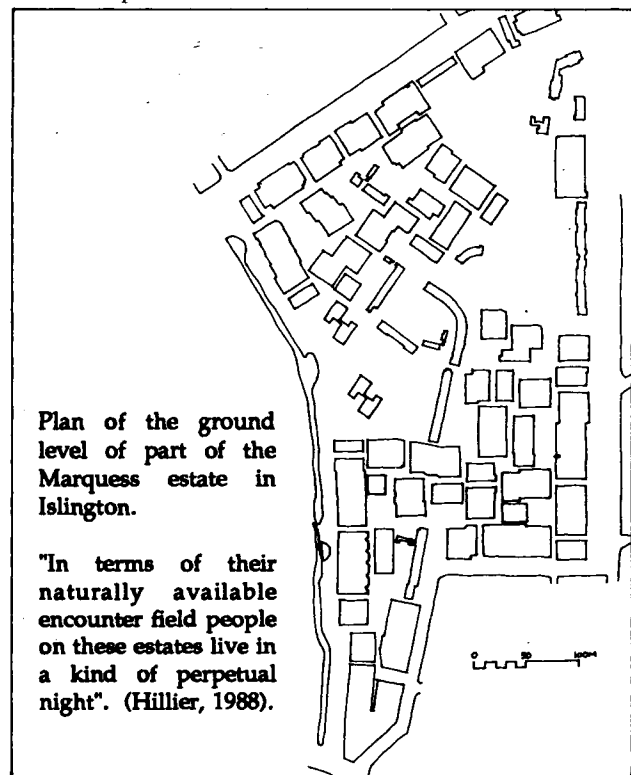 Plan of the ground
level of part of the
Marquess estate in
Islington.
"In terms of their
naturally available
encounter field people
on these estates live in
a kind of perpetual
night". (Hillier, 1988).
0 50 100M